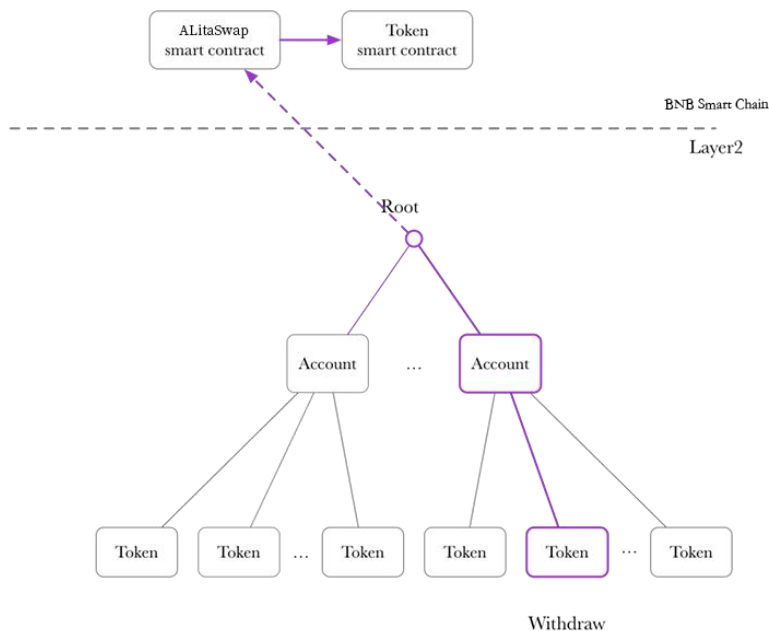 ALitaSwap
smart contract
Token
smart contract
BNB Smart Chain
Layer2
Root
Account
...
Account
Token
Token
...
Token
Token
Token
...
Token
Withdraw